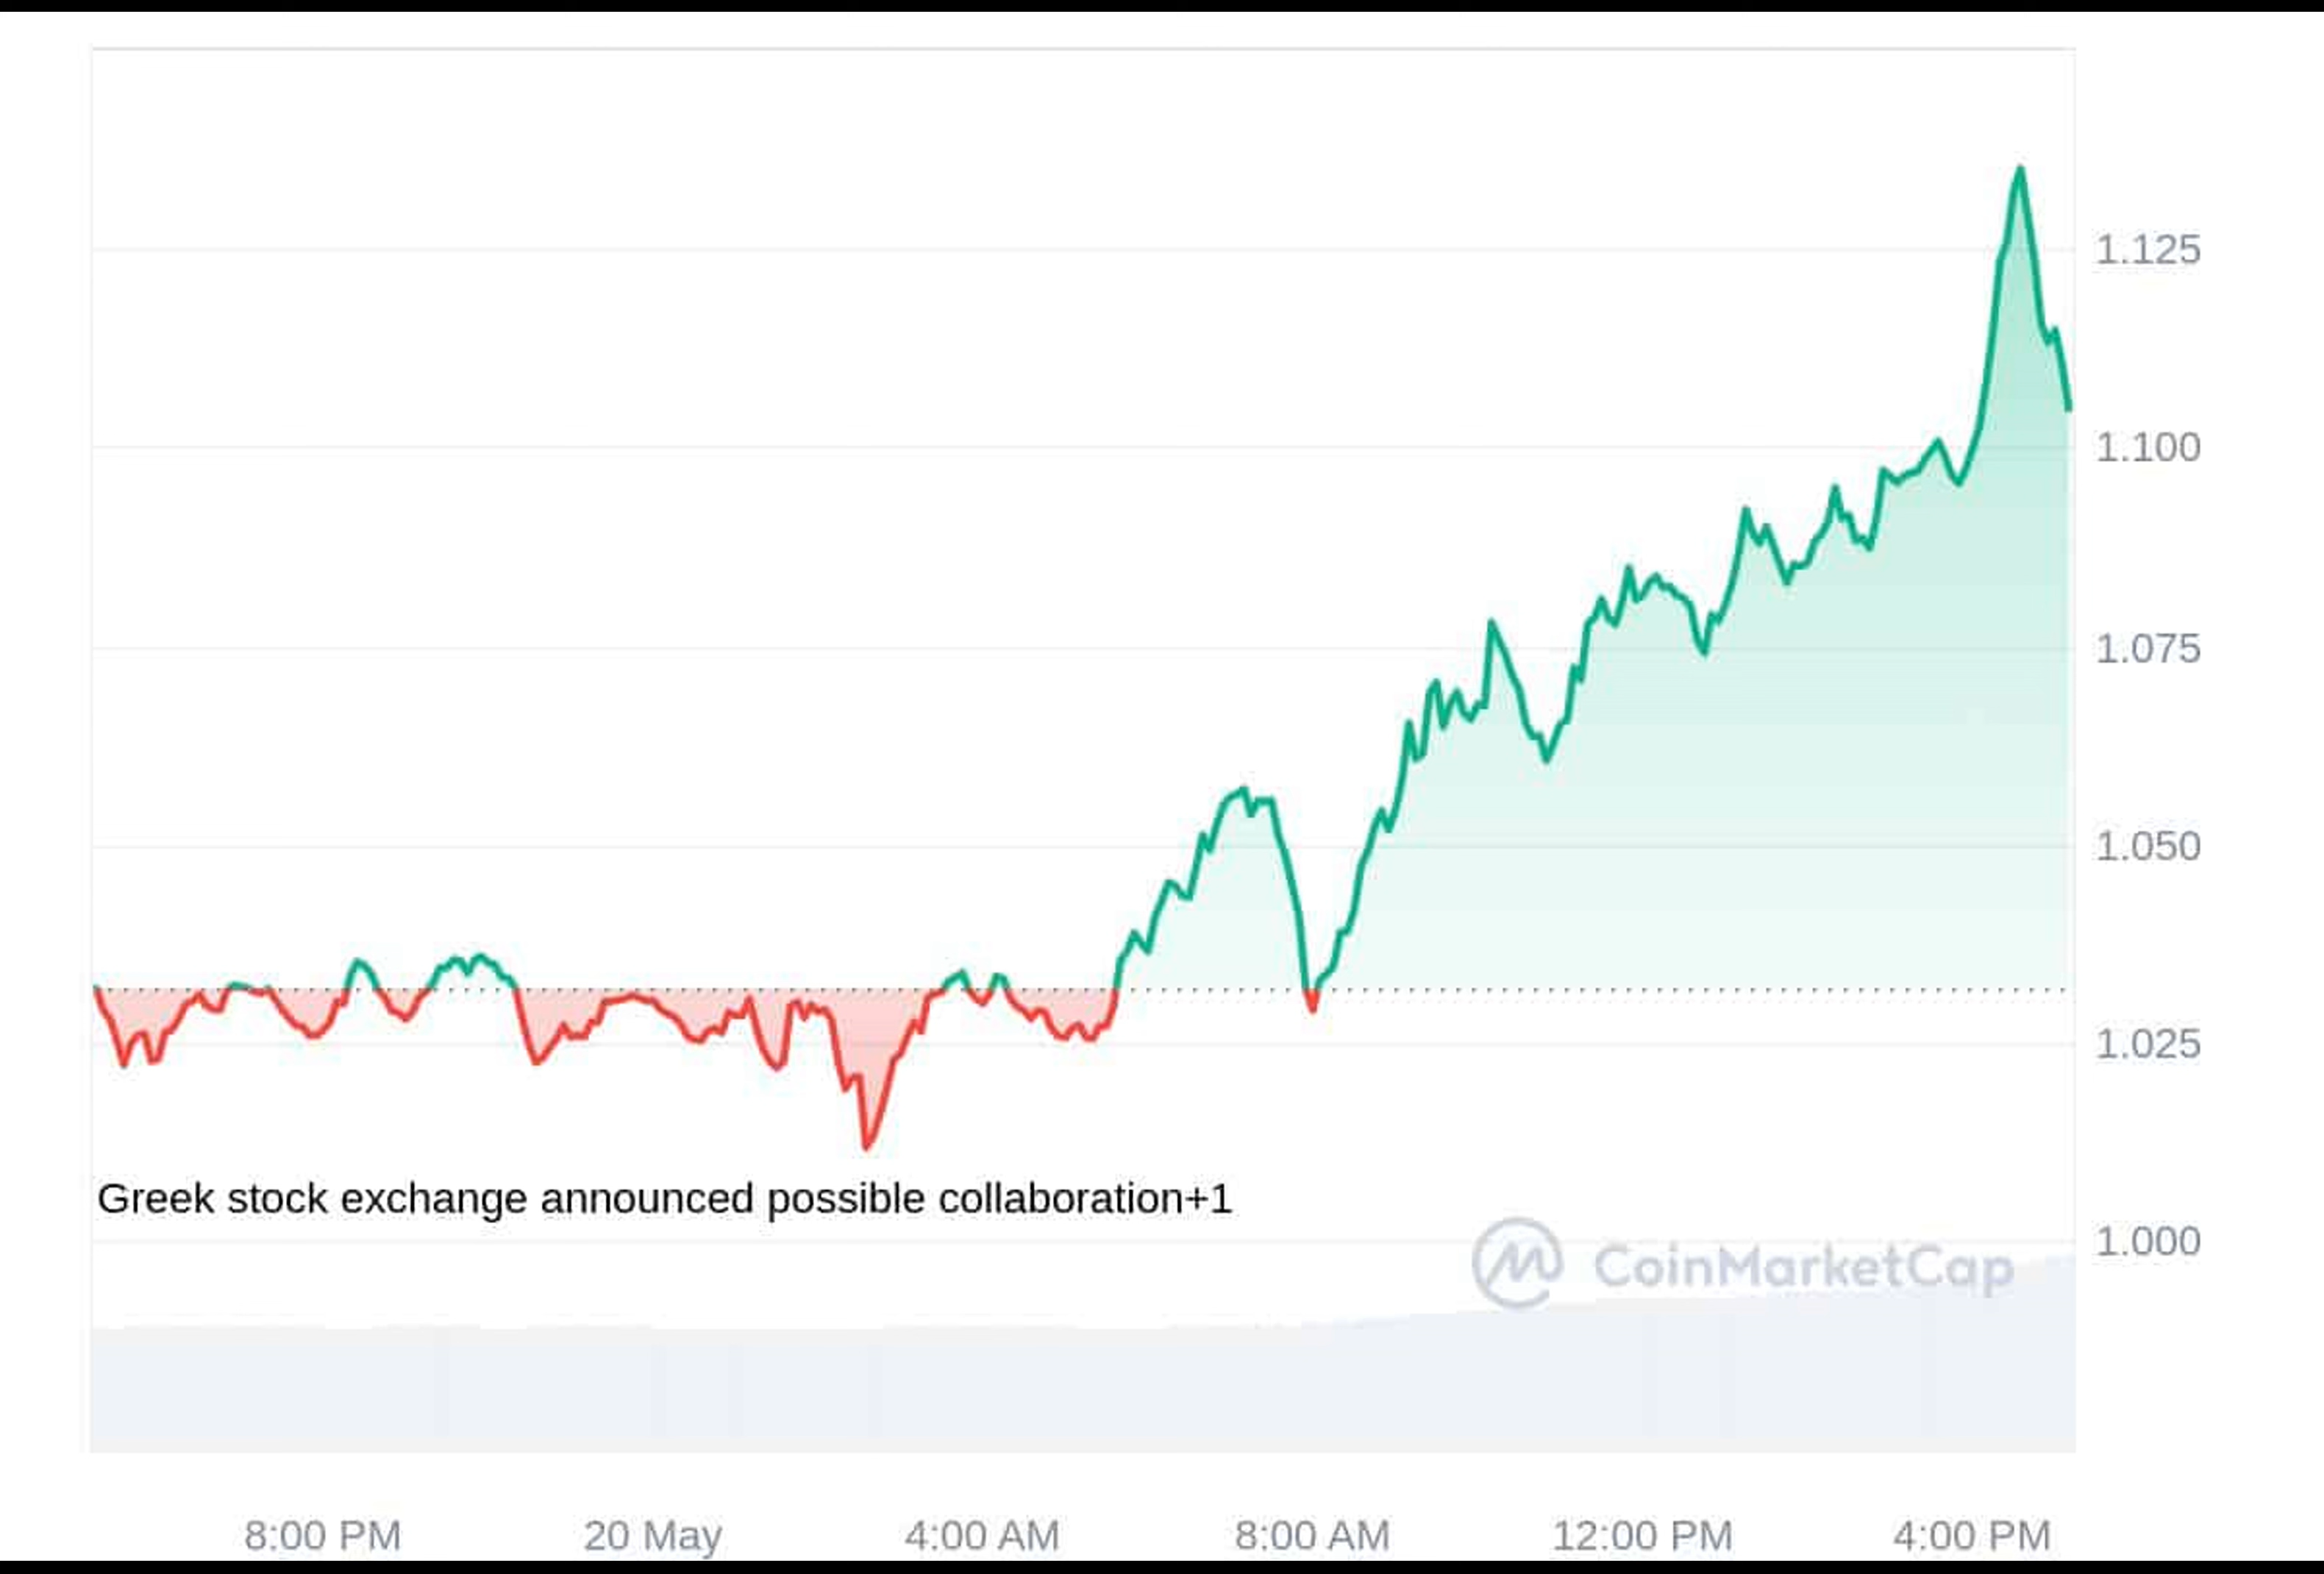 1.125
1.100
1.075
1.050
1.025
Greek stock exchange announced possible collaboration+1
1.000
CoinMarketCap
8:00 PM 20 May 4:00 AM 8:00 AM 12:00 PM 4:00 PM